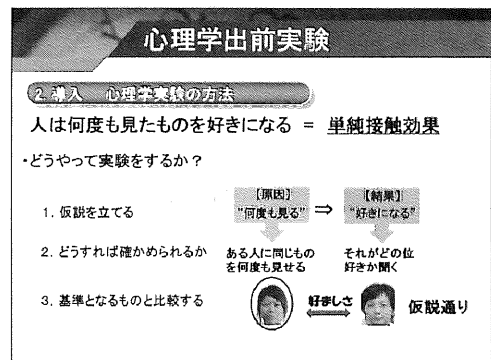 心理学出前実験
2. 導入 心理学実験の方法
人は何度も見たものを好きになる = 単純接触効果
・どうやって実験をするか？
【原因】 【結果】
1. 仮説を立てる "何度も見る" ⇒ "好きになる"
2. どうすれば確かめられるか ある人に同じもの それがどの位
を何度も見せる 好きか聞く
3. 基準となるものと比較する 好ましさ 仮説通り